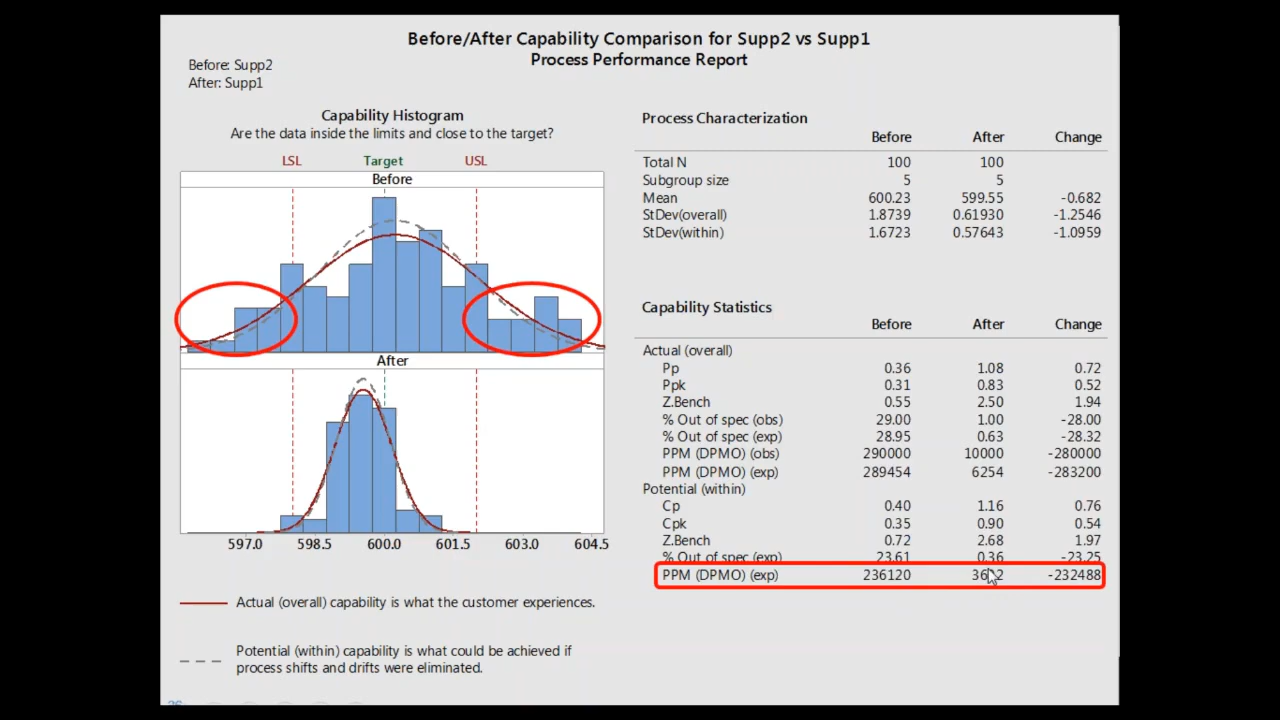 Before/After Capability Comparison for Supp2 vs Supp1
Process Performance Report
Before: Supp2
After: Supp1
Capability Histogram
Are the data inside the limits and close to the target?
LSL Target USL
Before
After
597.0 598.5 600.0 601.5 603.0 604.5
Actual (overall) capability is what the customer experiences.
Potential (within) capability is what could be achieved if
process shifts and drifts were eliminated.
Process Characterization
Before After Change
Total N 100 100
Subgroup size 5 5
Mean 600.23 599.55 -0.682
StDev(overall) 1.8739 0.61930 -1.2546
StDev(within) 1.6723 0.57643 -1.0959
Capability Statistics
Before After Change
Actual (overall)
Pp 0.36 1.08 0.72
Ppk 0.31 0.83 0.52
Z.Bench 0.55 2.50 1.94
% Out of spec (obs) 29.00 1.00 -28.00
% Out of spec (exp) 28.95 0.63 -28.32
PPM (DPMO) (obs) 290000 10000 -280000
PPM (DPMO) (exp) 289454 6254 -283200
Potential (within)
Cp 0.40 1.16 0.76
Cpk 0.35 0.90 0.54
Z.Bench 0.72 2.68 1.97
% Out of spec (exp) 23.61 0.36 -23.25
PPM (DPMO) (exp) 236120 -232488